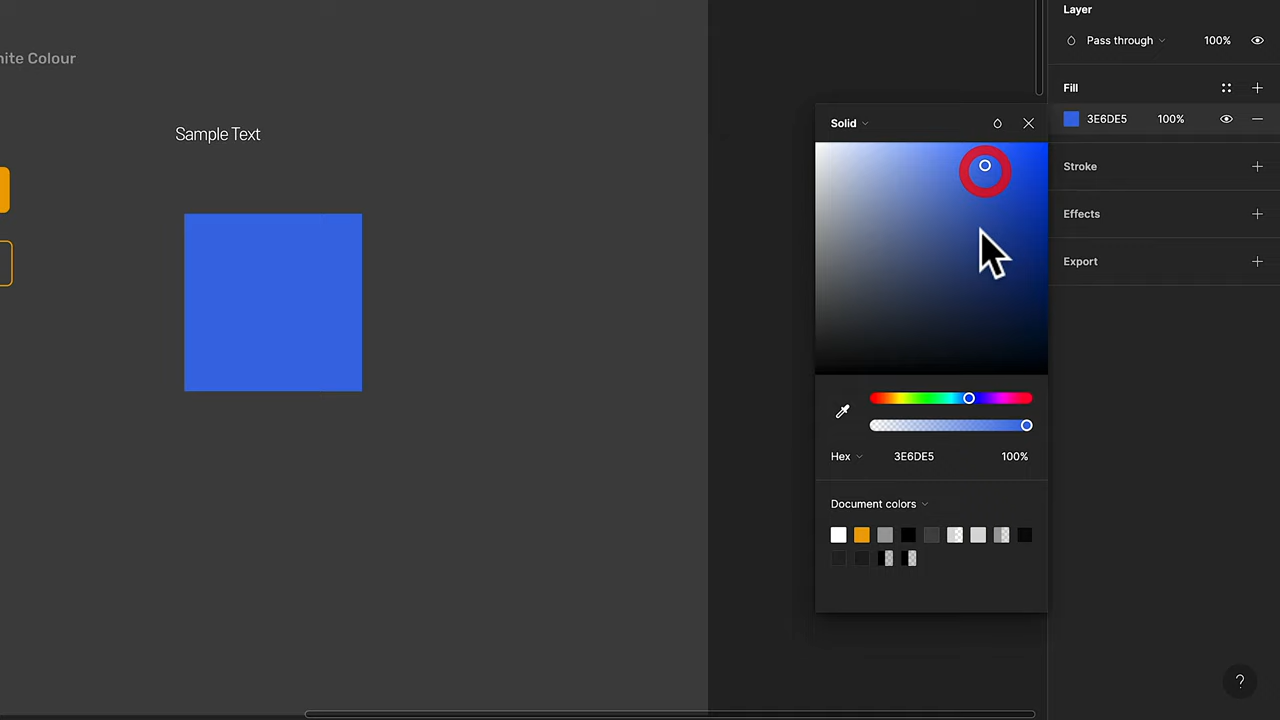 Layer
Pass through 100%
nite Colour
Fill
3E6DE5 100%
Solid
Sample Text
Stroke
Effects
Export
Hex 3E6DE5 100%
Document colors
?